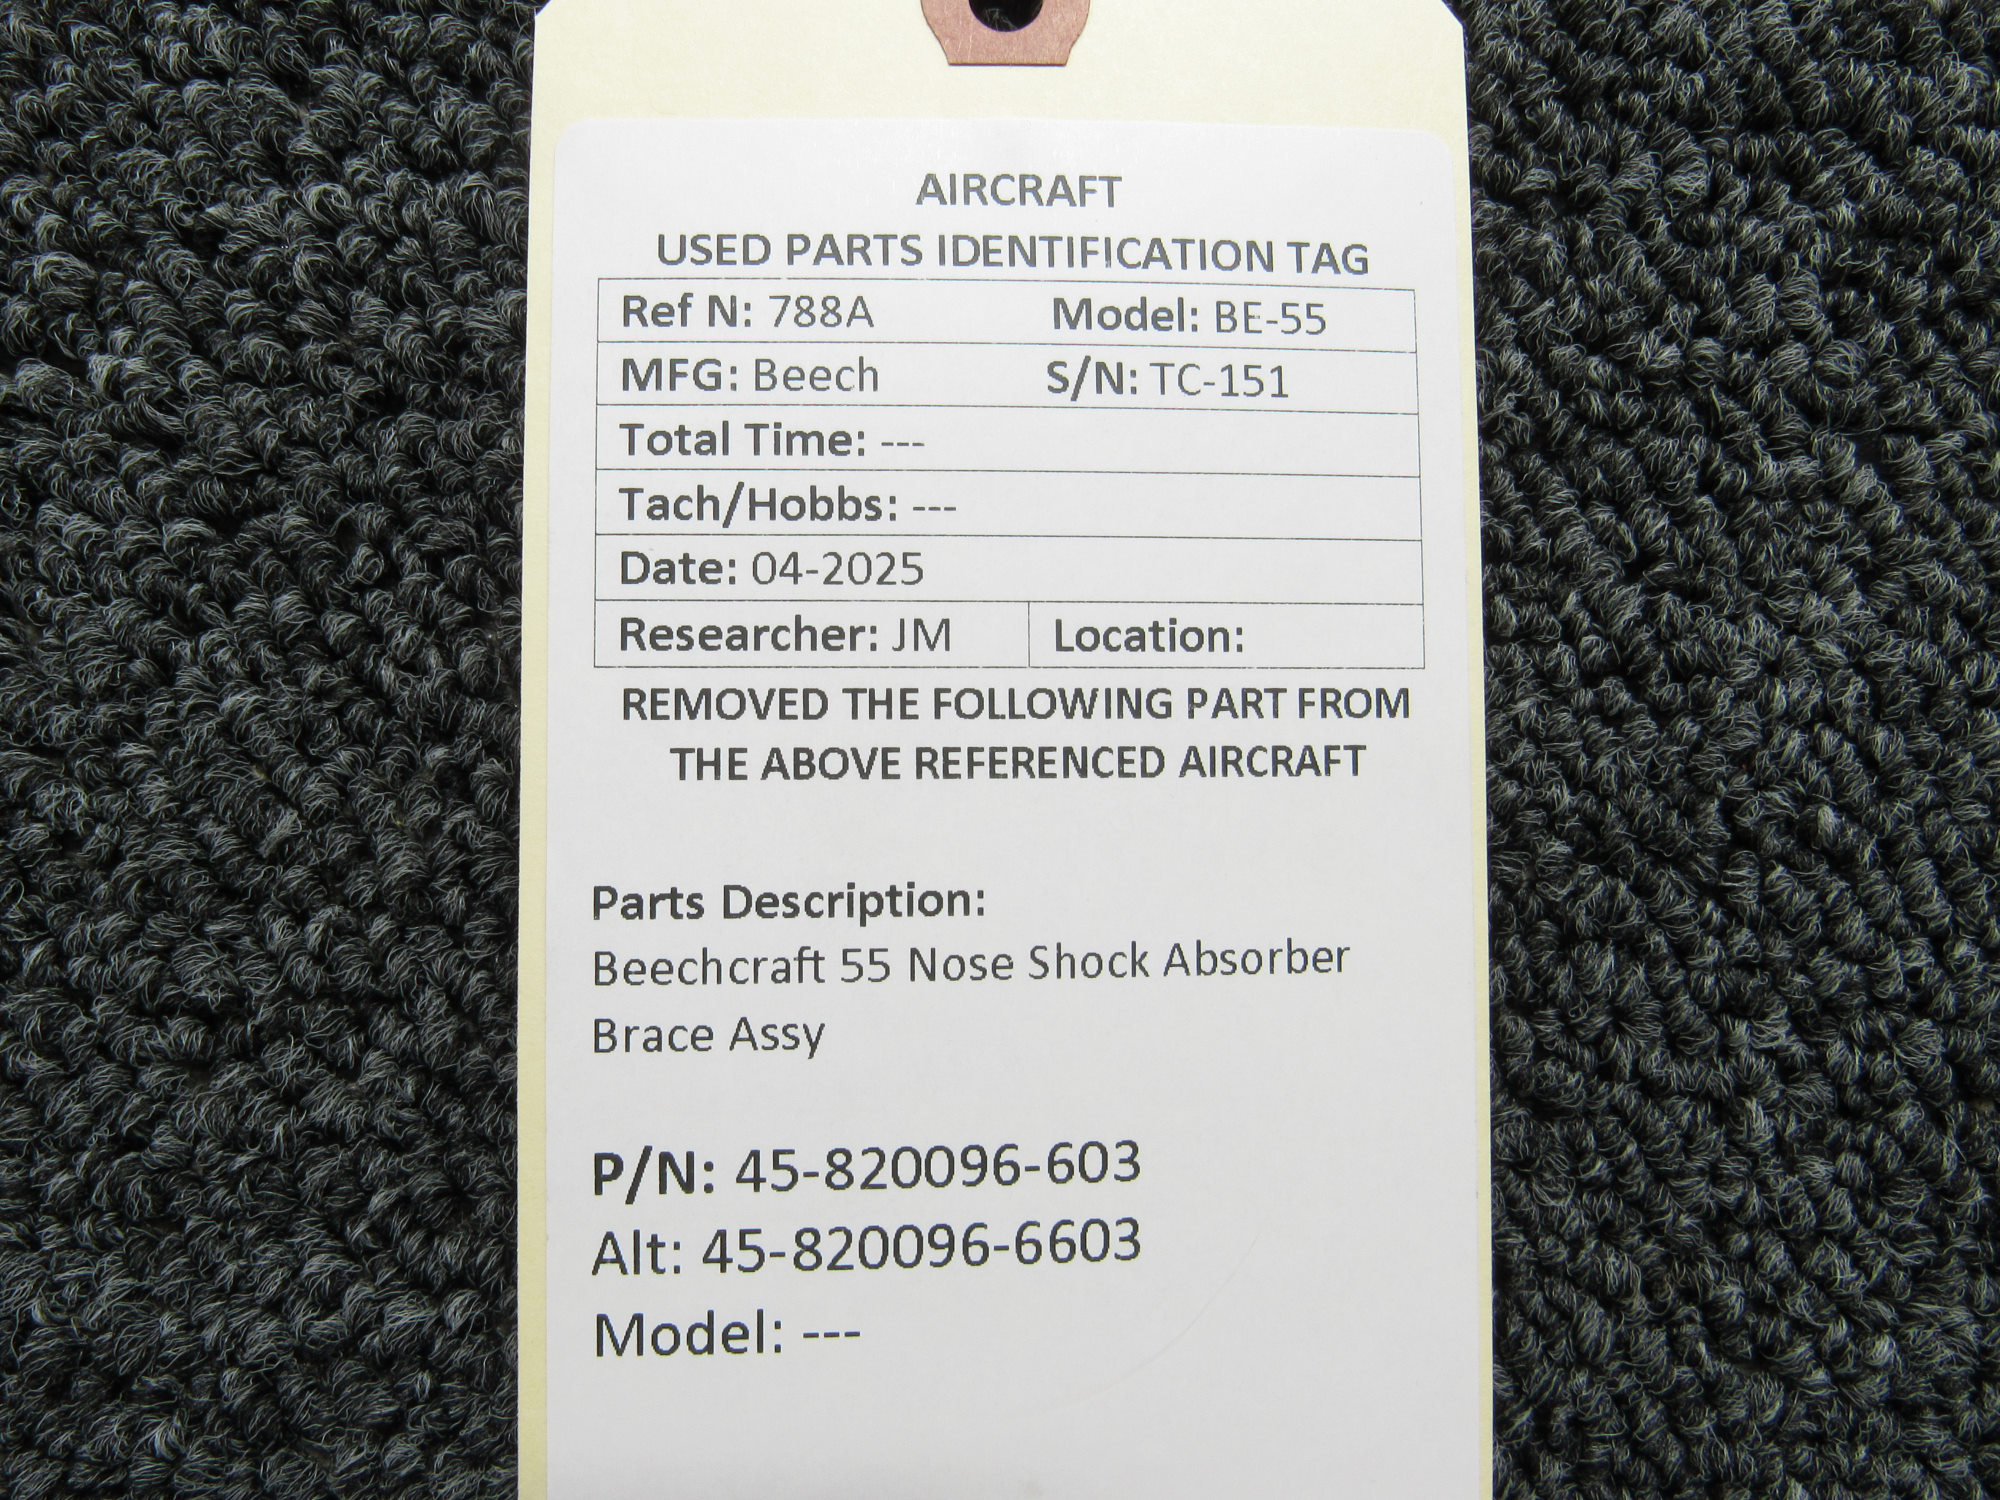 AIRCRAFT
USED PARTS IDENTIFICATION TAG
Ref N: 788A Model: BE-55
MFG: Beech S/N: TC-151
Total Time: ---
Tach/Hobbs: ---
Date: 04-2025
Researcher: JM Location:
REMOVED THE FOLLOWING PART FROM
THE ABOVE REFERENCED AIRCRAFT
Parts Description:
Beechcraft 55 Nose Shock Absorber
Brace Assy
P/N: 45-820096-603
Alt: 45-820096-6603
Model: ---